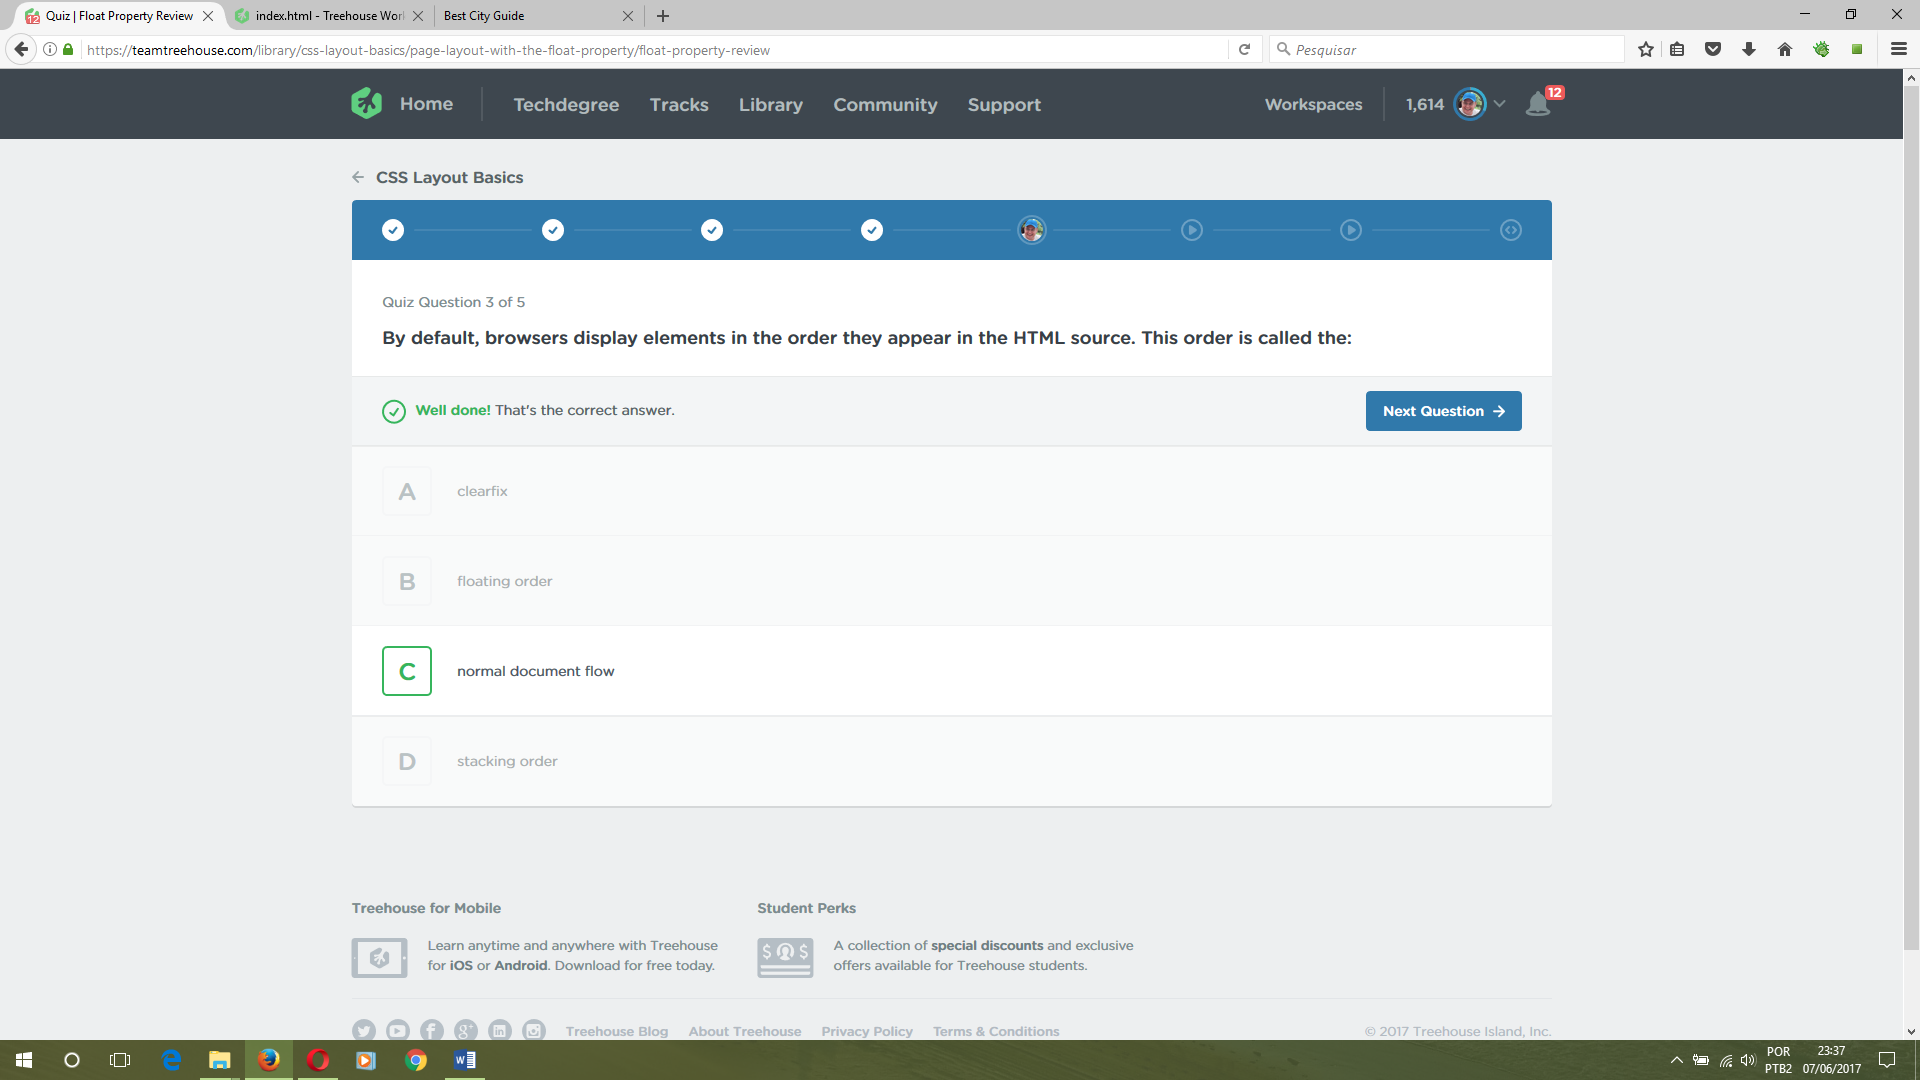 Quiz | Float Property Review
index.html - Treehouse Wor
Best City Guide
https://teamtreehouse.com/library/css-layout-basics/page-layout-with-the-float-property/float-property-review
Pesquisar
Home
Techdegree
Tracks
Library
Community
Support
Workspaces
1,614
12
CSS Layout Basics
Quiz Question 3 of 5
By default, browsers display elements in the order they appear in the HTML source. This order is called the:
Well done! That's the correct answer.
Next Question
A
clearfix
B
floating order
C
normal document flow
D
stacking order
Treehouse for Mobile
Learn anytime and anywhere with Treehouse
for iOS or Android. Download for free today.
Student Perks
A collection of special discounts and exclusive
offers available for Treehouse students.
Treehouse Blog
About Treehouse
Privacy Policy
Terms & Conditions
© 2017 Treehouse Island, Inc.
POR
PTB2
23:37
07/06/2017